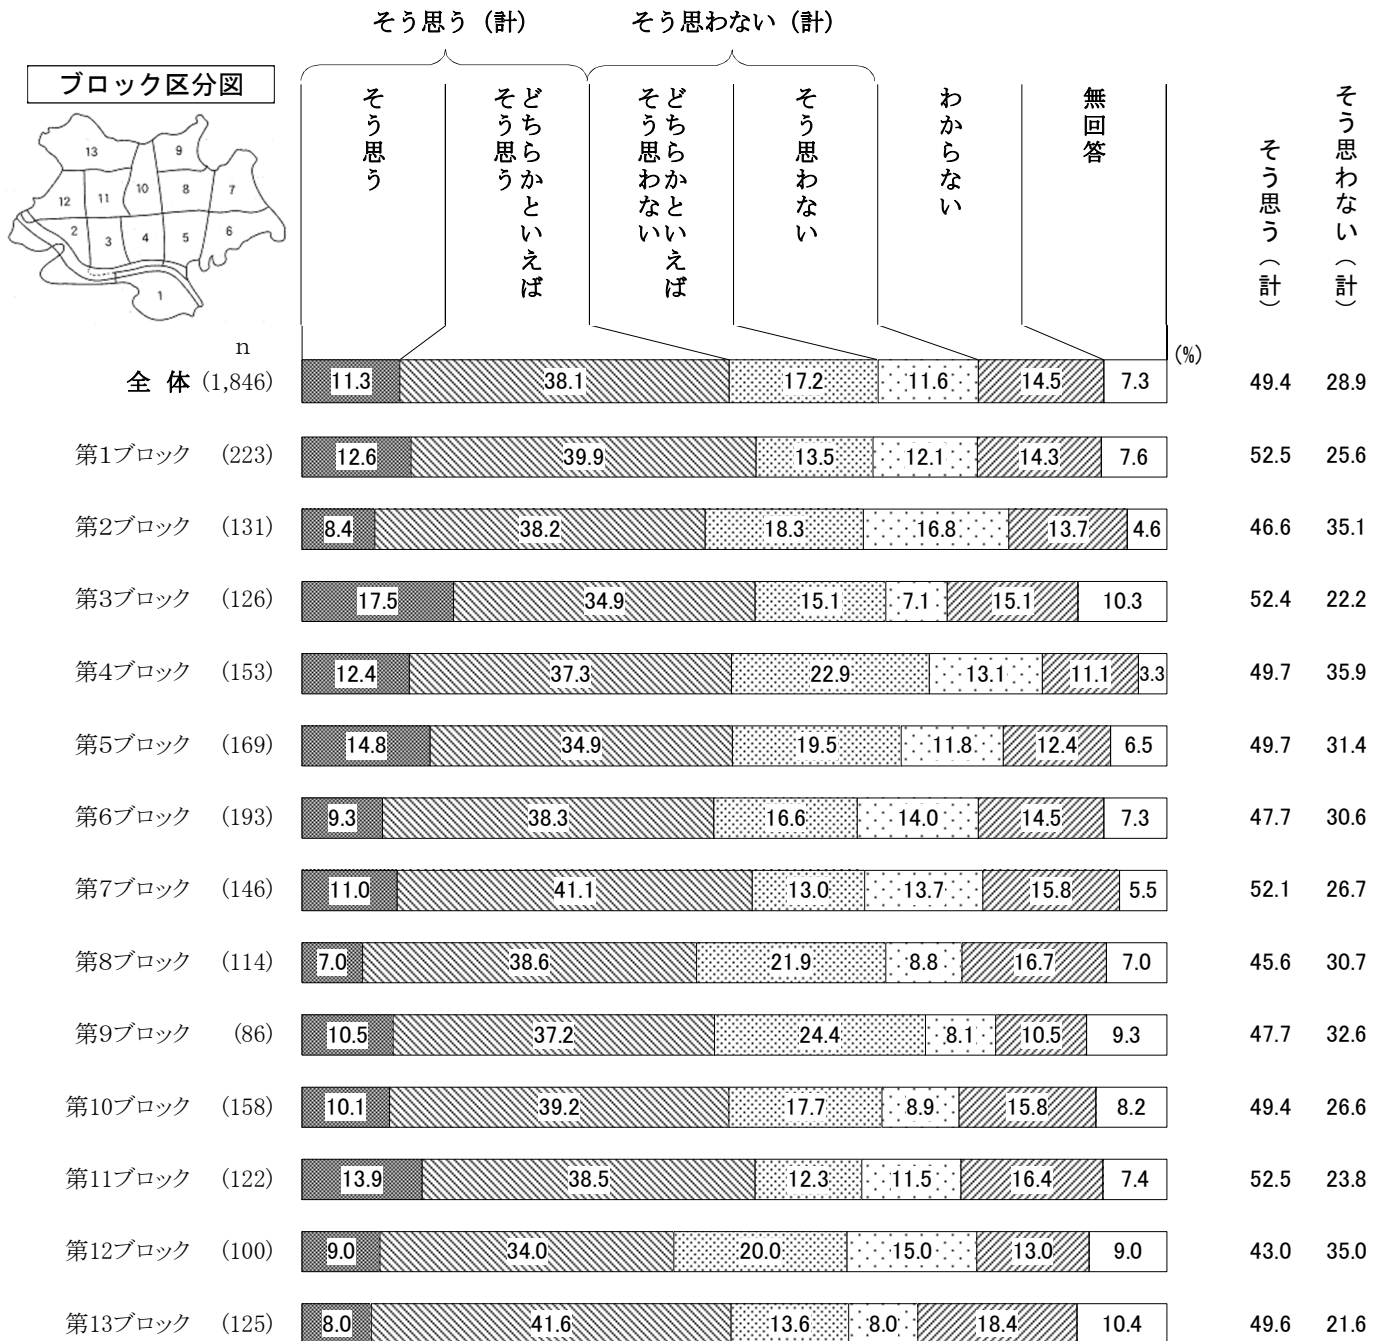 そう思う（計）
そう思わない（計）
ブロック区分図
そう思う
どちらかといえば
そう思う
どちらかといえば
そう思わない
そう思わない
わからない
無回答
そう思う（計）
そう思わない（計）
13
9
12
11
10
8
7
2
3
4
5
6
1
n
(%)
全 体 (1,846) 11.3 38.1 17.2 11.6 14.5 7.3 49.4 28.9
第1ブロック (223) 12.6 39.9 13.5 12.1 14.3 7.6 52.5 25.6
第2ブロック (131) 8.4 38.2 18.3 16.8 13.7 4.6 46.6 35.1
第3ブロック (126) 17.5 34.9 15.1 7.1 15.1 10.3 52.4 22.2
第4ブロック (153) 12.4 37.3 22.9 13.1 11.1 3.3 49.7 35.9
第5ブロック (169) 14.8 34.9 19.5 11.8 12.4 6.5 49.7 31.4
第6ブロック (193) 9.3 38.3 16.6 14.0 14.5 7.3 47.7 30.6
第7ブロック (146) 11.0 41.1 13.0 13.7 15.8 5.5 52.1 26.7
第8ブロック (114) 7.0 38.6 21.9 8.8 16.7 7.0 45.6 30.7
第9ブロック (86) 10.5 37.2 24.4 8.1 10.5 9.3 47.7 32.6
第10ブロック (158) 10.1 39.2 17.7 8.9 15.8 8.2 49.4 26.6
第11ブロック (122) 13.9 38.5 12.3 11.5 16.4 7.4 52.5 23.8
第12ブロック (100) 9.0 34.0 20.0 15.0 13.0 9.0 43.0 35.0
第13ブロック (125) 8.0 41.6 13.6 8.0 18.4 10.4 49.6 21.6